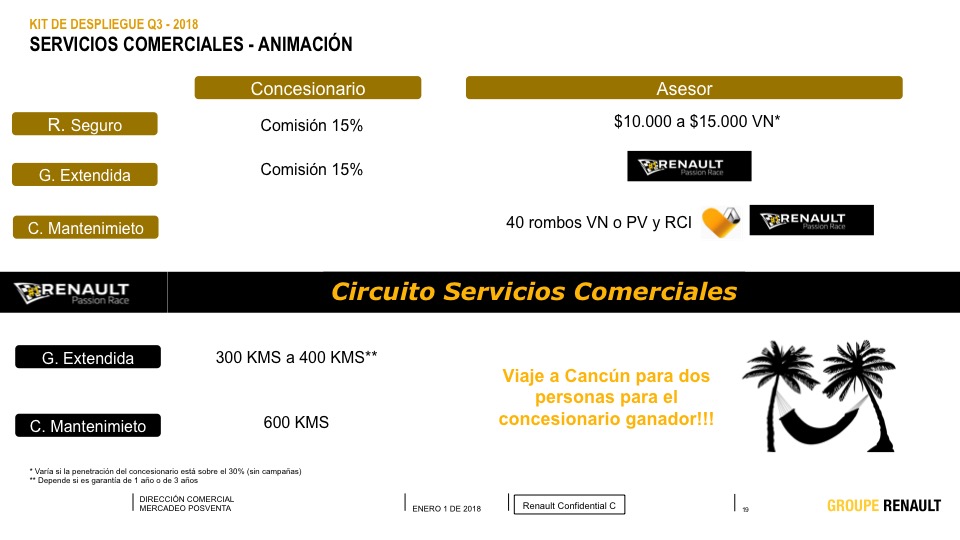 KIT DE DESPLIEGUE Q3 - 2018
SERVICIOS COMERCIALES - ANIMACIÓN
Concesionario
Asesor
R. Seguro
Comisión 15%
$10.000 a $15.000 VN*
G. Extendida
Comisión 15%
RENAULT
Passion Race
C. Mantenimieto
40 rombos VN o PV y RCI
RENAULT
Passion Race
RENAULT
Passion Race
Circuito Servicios Comerciales
G. Extendida
300 KMS a 400 KMS**
Viaje a Cancún para dos
personas para el
concesionario ganador!!!
C. Mantenimieto
600 KMS
* Varía si la penetración del concesionario está sobre el 30% (sin campañas)
** Depende si es garantía de 1 año o de 3 años
DIRECCIÓN COMERCIAL
MERCADEO POSVENTA
ENERO 1 DE 2018
Renault Confidential C
19
GROUPE RENAULT